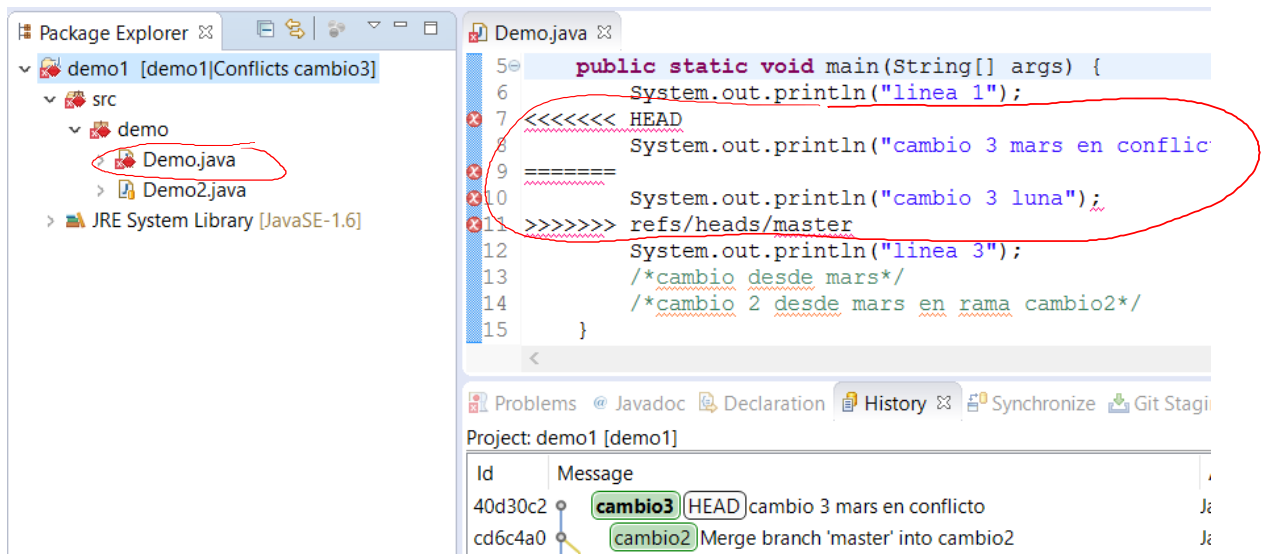 Package Explorer
demo1 [demo1|Conflicts cambio3]
src
demo
Demo.java
Demo2.java
JRE System Library [JavaSE-1.6]
Demo.java
5 public static void main(String[] args) {
6 System.out.println("linea 1");
7 <<<<<<< HEAD
8 System.out.println("cambio 3 mars en conflict
9 =======
10 System.out.println("cambio 3 luna");
11 >>>>>>> refs/heads/master
12 System.out.println("linea 3");
13 /*cambio desde mars*/
14 /*cambio 2 desde mars en rama cambio2*/
15 }
Problems @ Javadoc Declaration History Synchronize Git Stagi
Project: demo1 [demo1]
Id Message
40d30c2 cambio3 HEAD cambio 3 mars en conflicto Ja
cd6c4a0 cambio2 Merge branch 'master' into cambio2 Ja